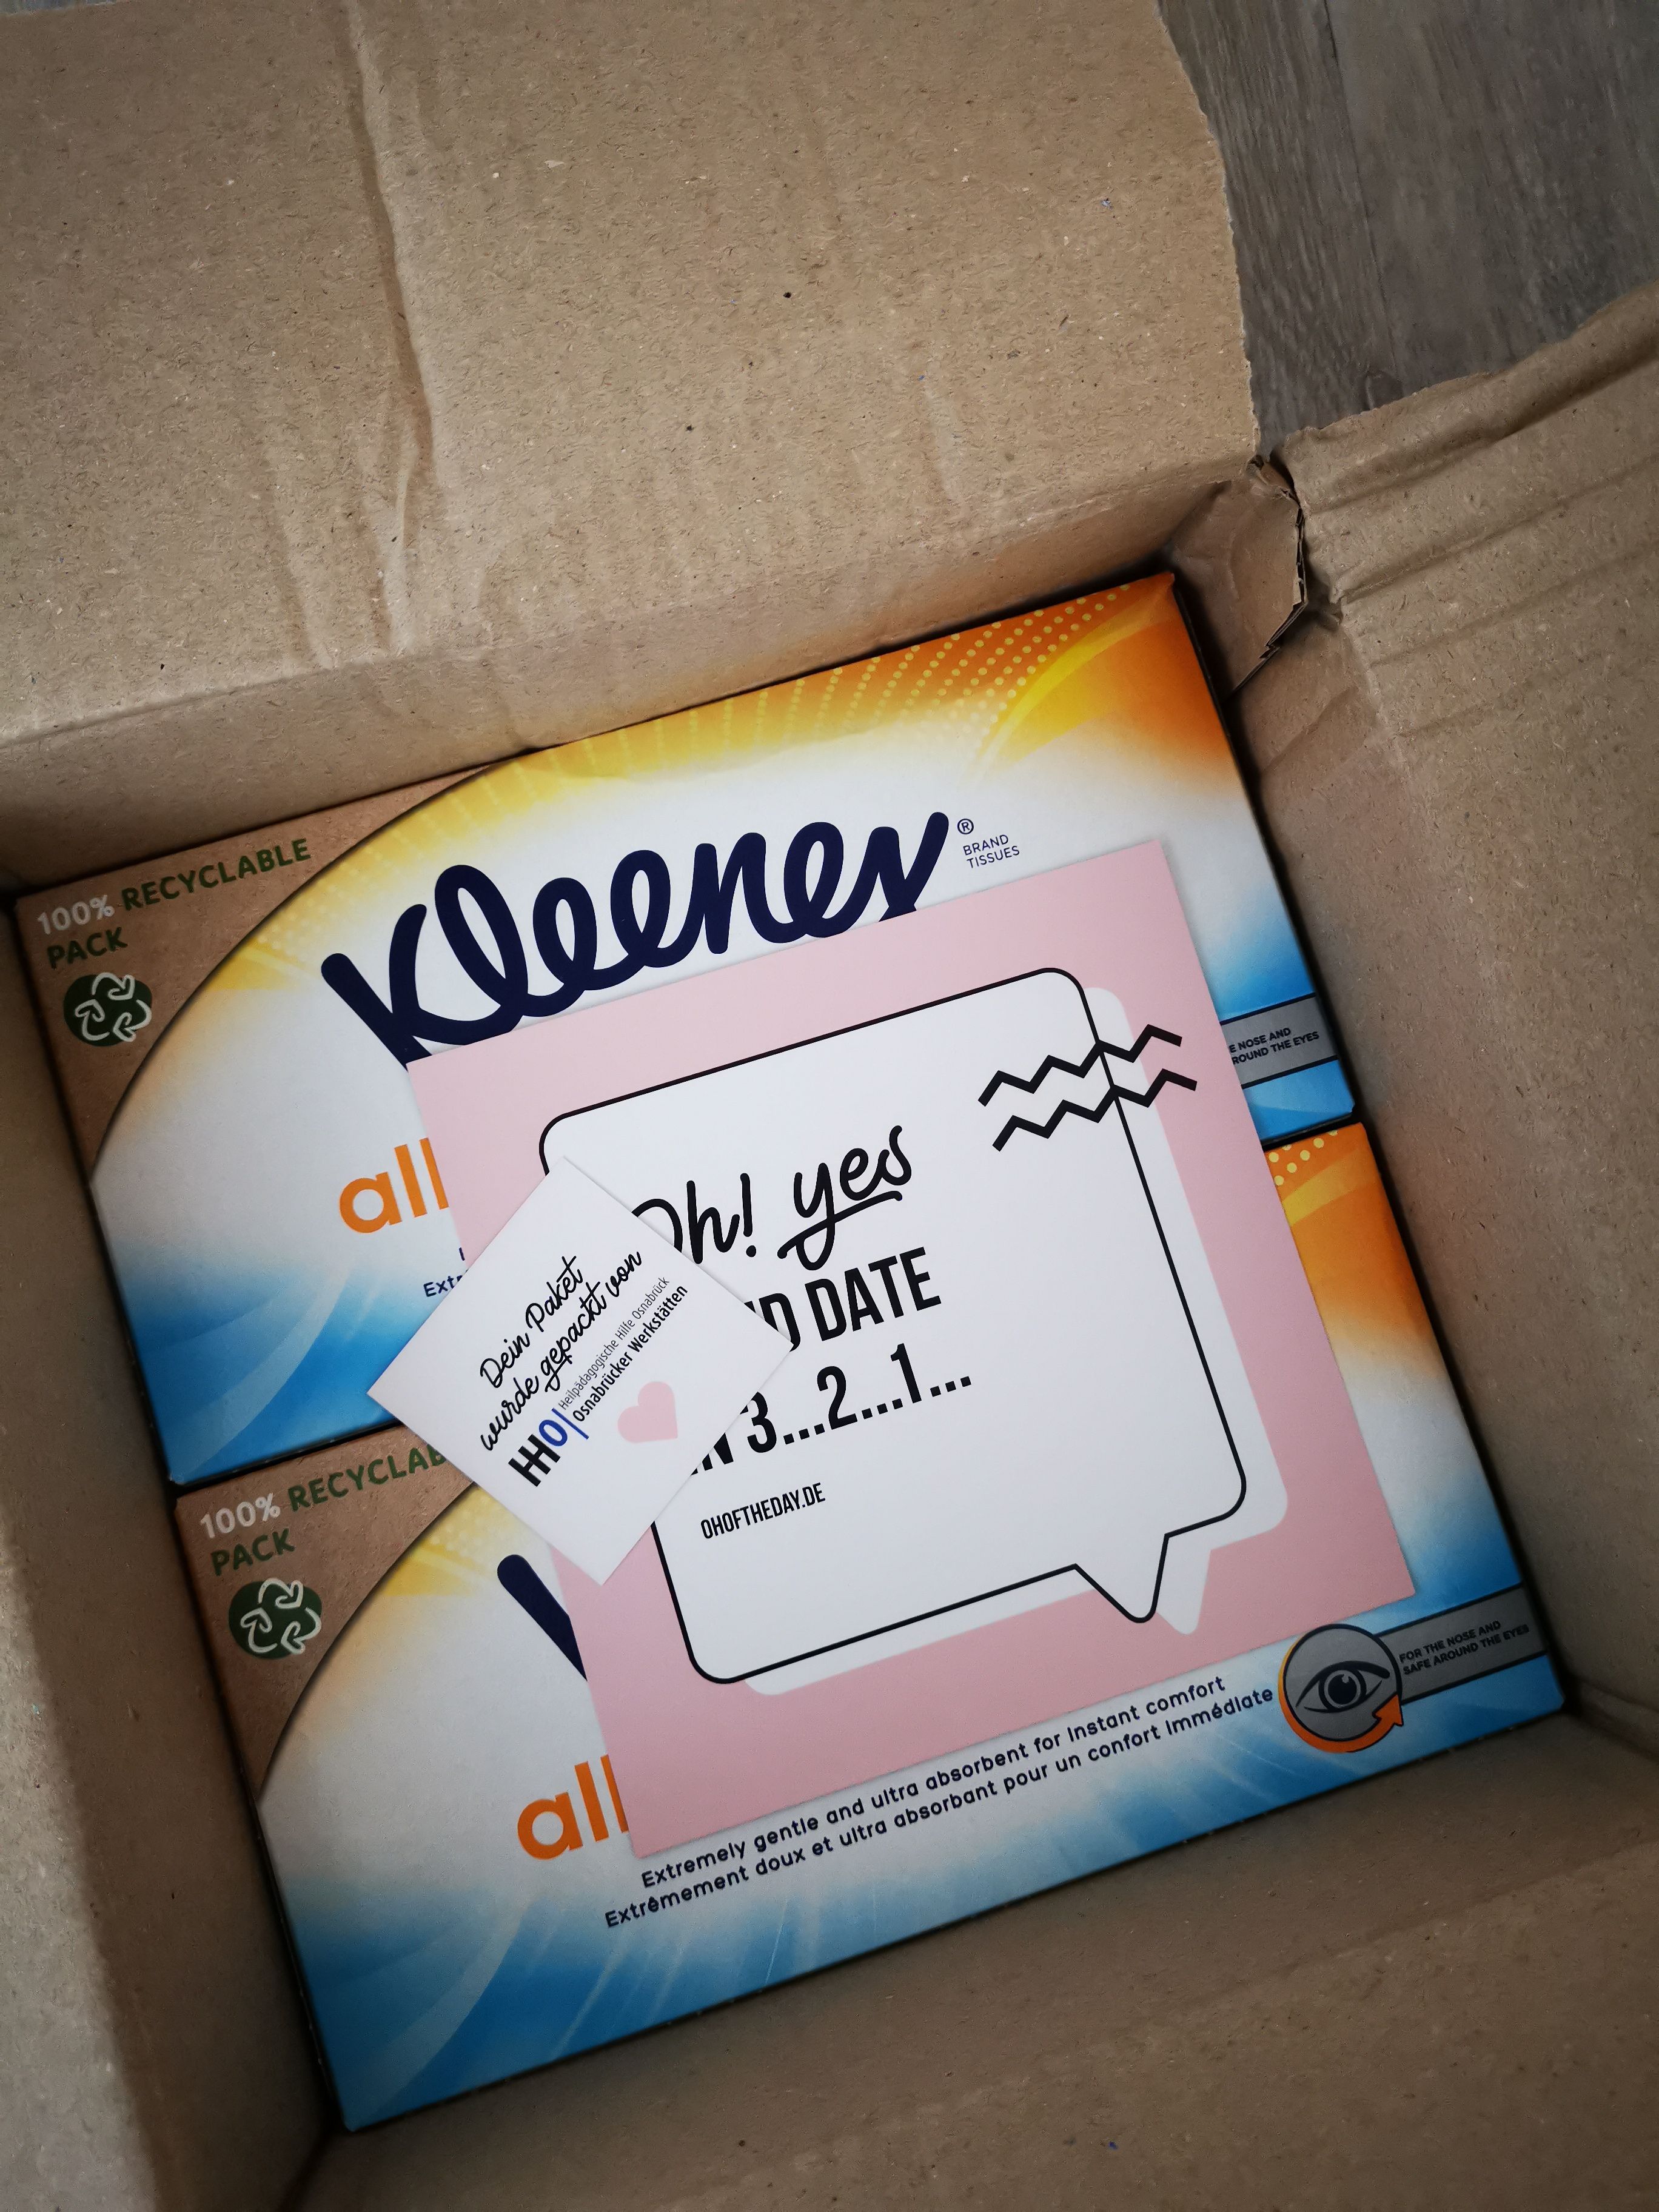 100% RECYCLABLE
PACK
Kleenex®
BRAND
TISSUES
NOSE AND
AROUND THE EYES
all
Oh! yes
DATE
3...2...1...
OHOFTHEDAY.DE
Dein Paket
wurde gepackt von
HHO
Heilpädagogische Hilfe Osnabrück
Osnabrücker Werkstätten
100%
PACK
all
Extremely gentle and ultra absorbent for instant comfort
Extrêmement doux et ultra absorbant pour un confort immédiate
FOR THE NOSE AND
SAFE AROUND THE EYES